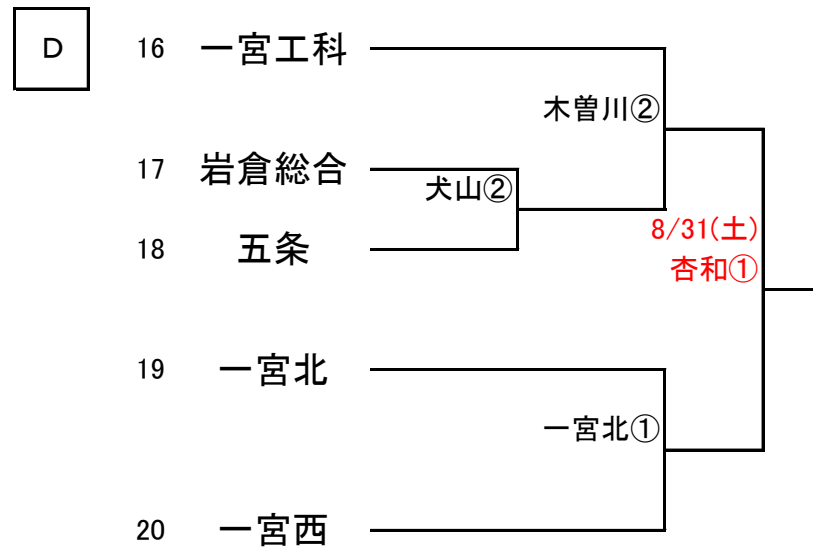 D
16 一宮工科
木曽川②
17 岩倉総合
犬山②
18 五条
8/31(土)
杏和①
19 一宮北
一宮北①
20 一宮西